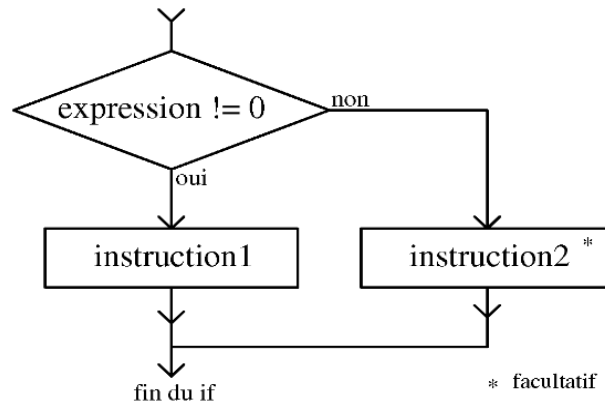 expression != 0
non
oui
instruction1
instruction2 *
fin du if
* facultatif